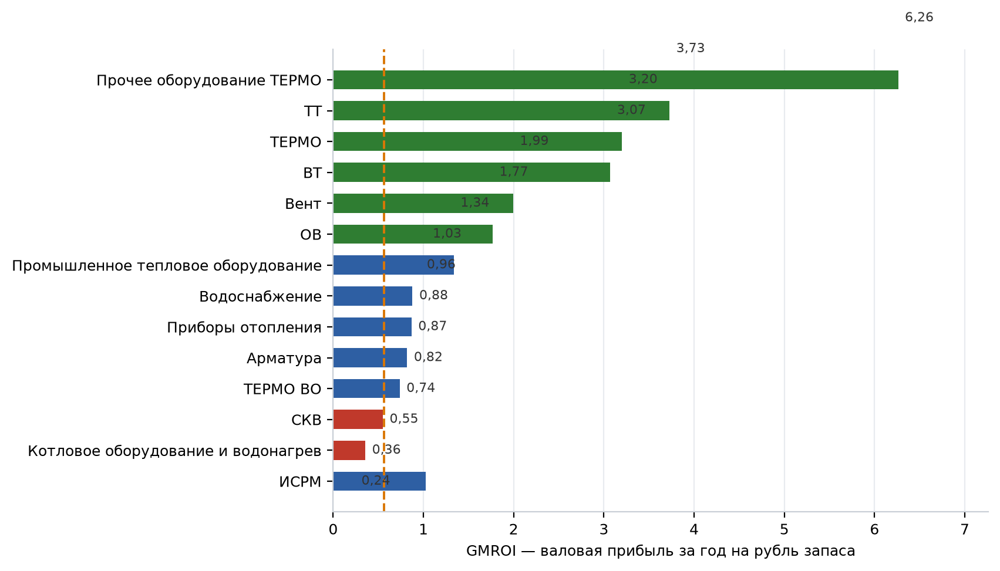 6,26
3,73
Прочее оборудование ТЕРМО 3,20
ТТ 3,07
ТЕРМО 1,99
ВТ 1,77
Вент 1,34
ОВ 1,03
Промышленное тепловое оборудование 0,96
Водоснабжение 0,88
Приборы отопления 0,87
Арматура 0,82
ТЕРМО ВО 0,74
СКВ 0,55
Котловое оборудование и водонагрев 0,36
ИСРМ 0,24
0 1 2 3 4 5 6 7
GMROI — валовая прибыль за год на рубль запаса